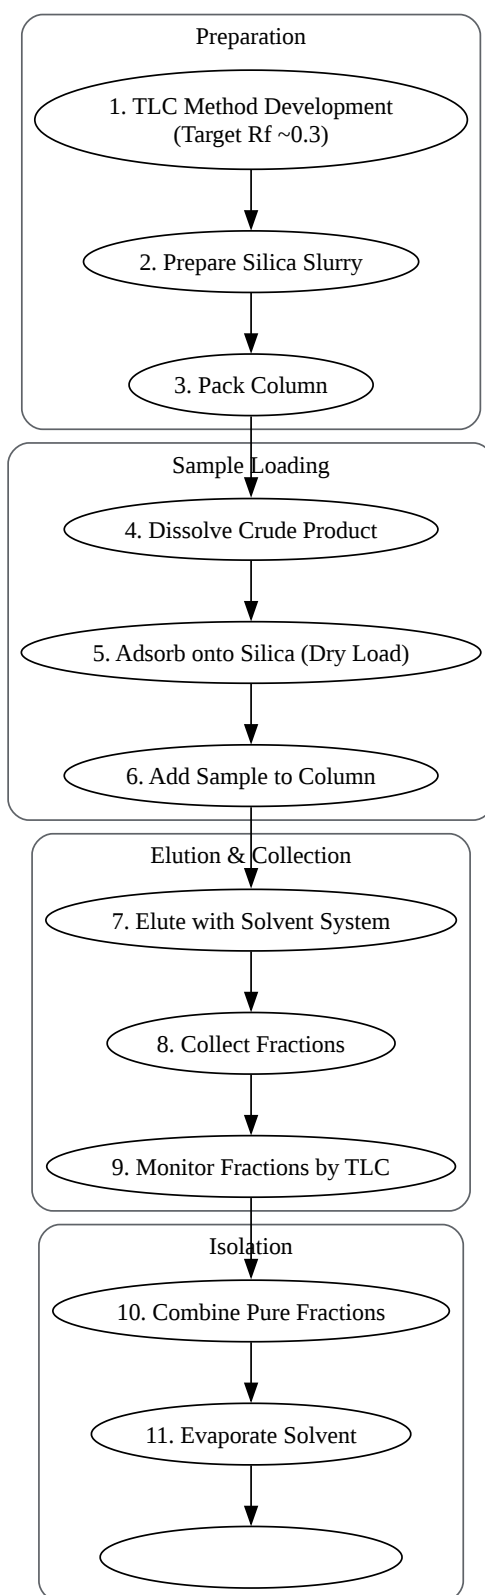 Preparation
1. TLC Method Development
(Target Rf ~0.3)
2. Prepare Silica Slurry
3. Pack Column
Sample Loading
4. Dissolve Crude Product
5. Adsorb onto Silica (Dry Load)
6. Add Sample to Column
Elution & Collection
7. Elute with Solvent System
8. Collect Fractions
9. Monitor Fractions by TLC
Isolation
10. Combine Pure Fractions
11. Evaporate Solvent